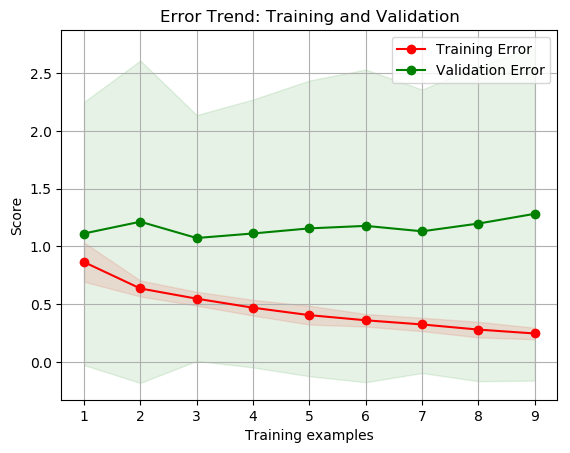 Error Trend: Training and Validation
Training Error
Validation Error
2.5
2.0
1.5
1.0
0.5
0.0
Score
1 2 3 4 5 6 7 8 9
Training examples